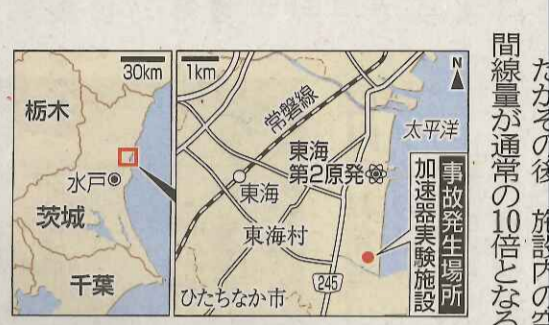 だがその後、施設内の空
間線量が通常の10倍となる
30km
栃木
水戸
茨城
千葉
1km
N
常磐線
太平洋
東海
第2原発
東海
東海村
245
ひたちなか市
事故発生場所
加速器実験施設